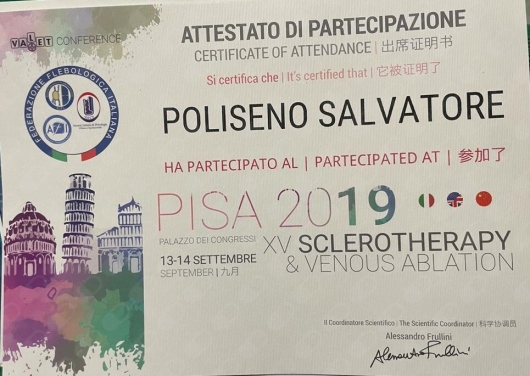 VALET CONFERENCE
ATTESTATO DI PARTECIPAZIONE
CERTIFICATE OF ATTENDANCE | 出席证明书
Si certifica che | It's certified that | 它被证明了
FEDERAZIONE FLEBOLOGICA ITALIANA
POLISENO SALVATORE
HA PARTECIPATO AL | PARTECIPATED AT | 参加了
PISA 2019
PALAZZO DEI CONGRESSI
XV SCLEROTHERAPY
13-14 SETTEMBRE
& VENOUS ABLATION
SEPTEMBER | 九月
Il Coordinatore Scientifico | The Scientific Coordinator | 科学协调员
Alessandro Frullini
Alessandro Frullini